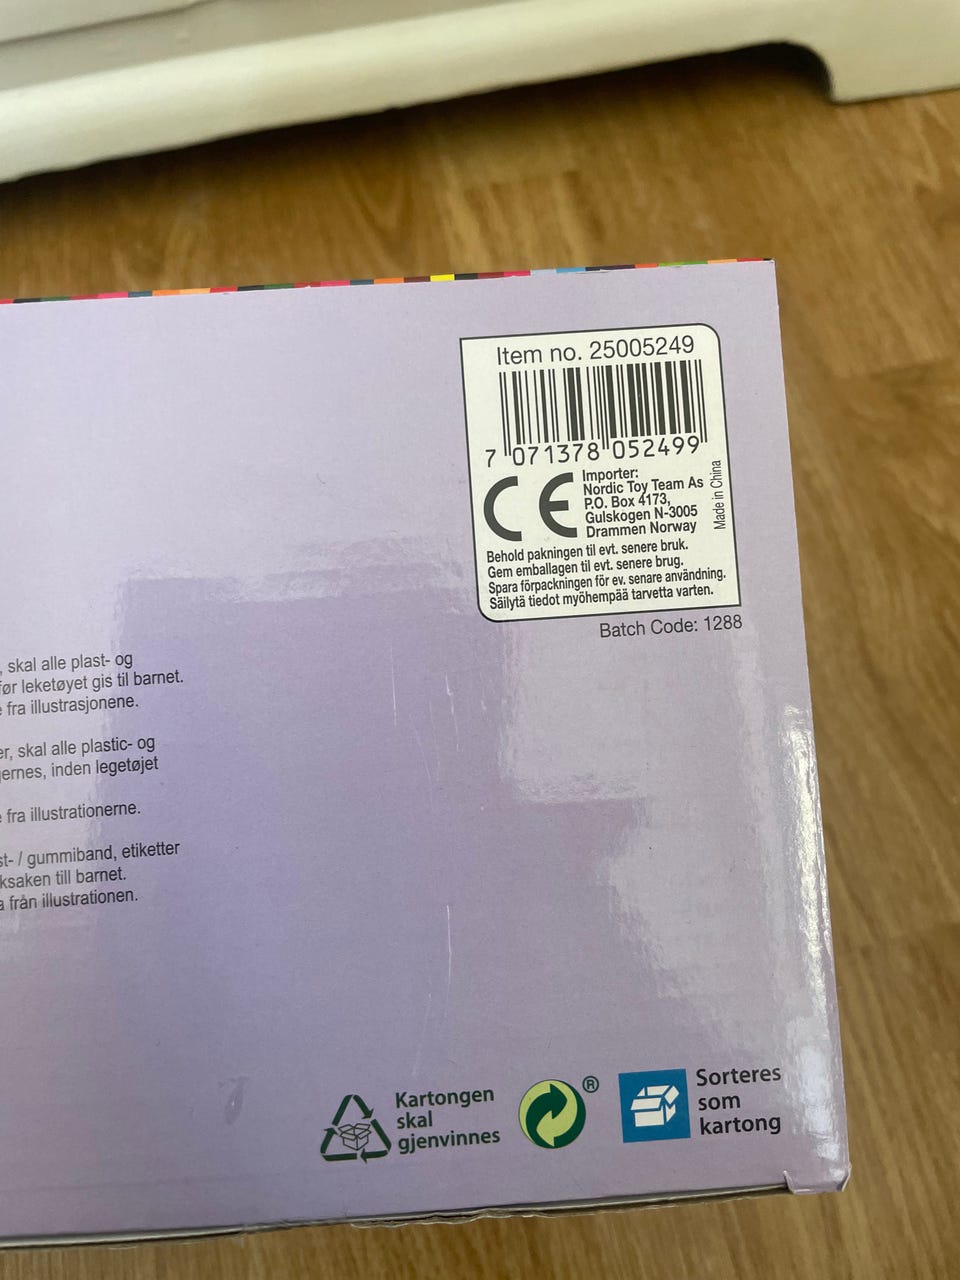 Item no. 25005249
7 071378 052499
CE
Importer:
Nordic Toy Team As
P.O. Box 4173,
Gulskogen N-3005
Drammen Norway
Made in China
Behold pakningen til evt. senere bruk.
Gem emballagen til evt. senere brug.
Spara förpackningen för ev. senare användning.
Säilytä tiedot myöhempää tarvetta varten.
Batch Code: 1288
, skal alle plast- og
før leketøyet gis til barnet.
fra illustrasjonene.
er, skal alle plastic- og
jernes, inden legetøjet
fra illustrationerne.
st- / gummiband, etiketter
ksaken till barnet.
a från illustrationen.
Kartongen
skal
gjenvinnes
®
Sorteres
som
kartong